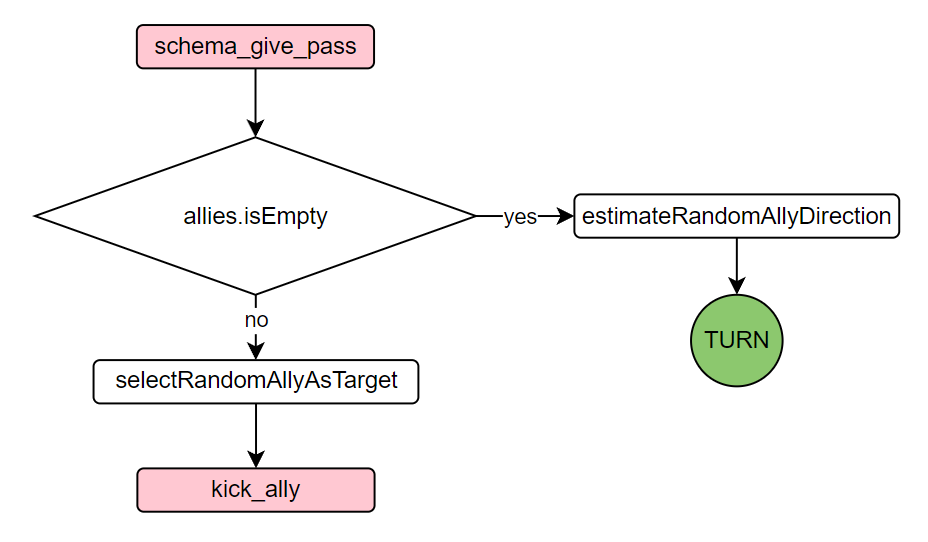 schema_give_pass
allies.isEmpty
yes
estimateRandomAllyDirection
no
TURN
selectRandomAllyAsTarget
kick_ally